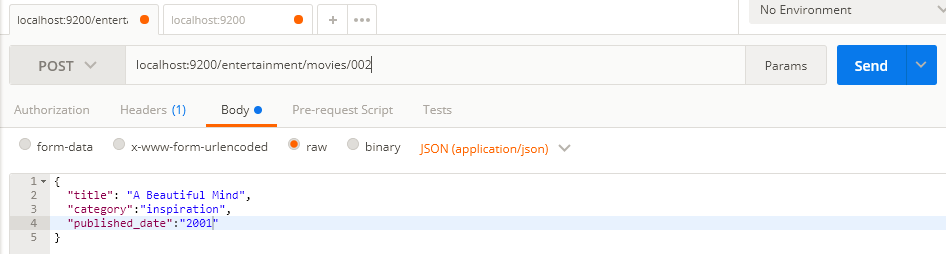 localhost:9200/enterta localhost:9200 + ••• No Environment
POST localhost:9200/entertainment/movies/002 Params Send
Authorization Headers (1) Body Pre-request Script Tests
form-data x-www-form-urlencoded raw binary JSON (application/json)
1 {
2 "title": "A Beautiful Mind",
3 "category":"inspiration",
4 "published_date":"2001"
5 }